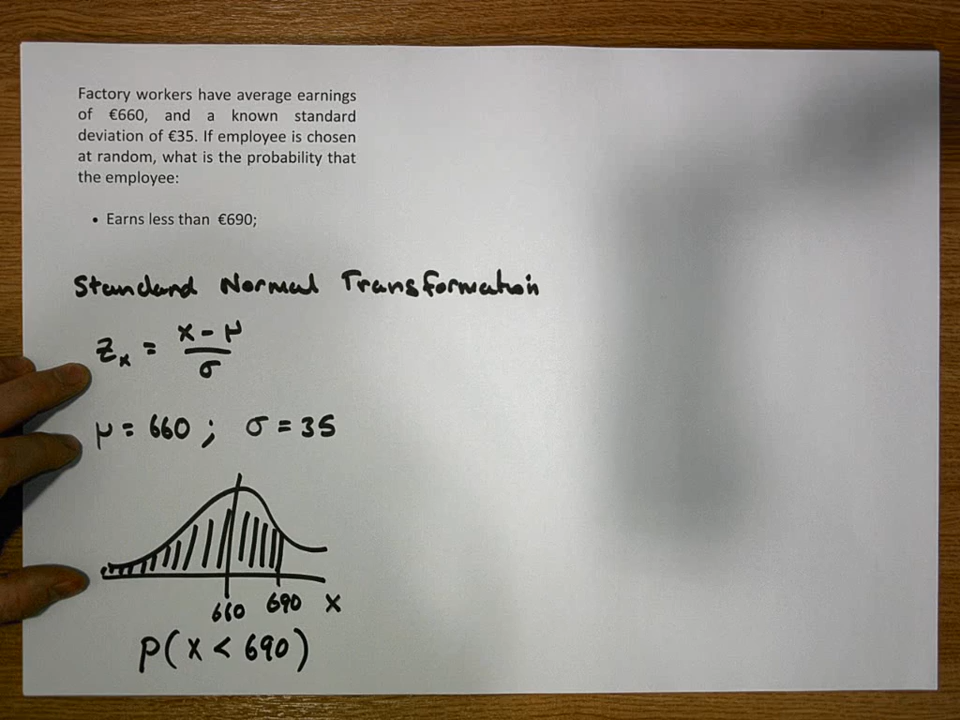 Factory workers have average earnings
of €660, and a known standard
deviation of €35. If employee is chosen
at random, what is the probability that
the employee:
• Earns less than €690;
Standard Normal Transformation
Zx = x - μ / σ
μ = 660 ; σ = 35
660 690 x
P( x < 690 )